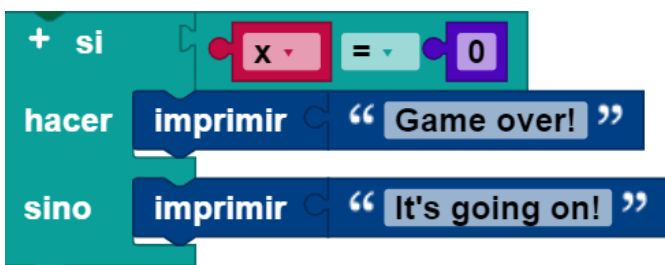 + si x = 0
hacer imprimir “ Game over! ”
sino imprimir “ It's going on! ”